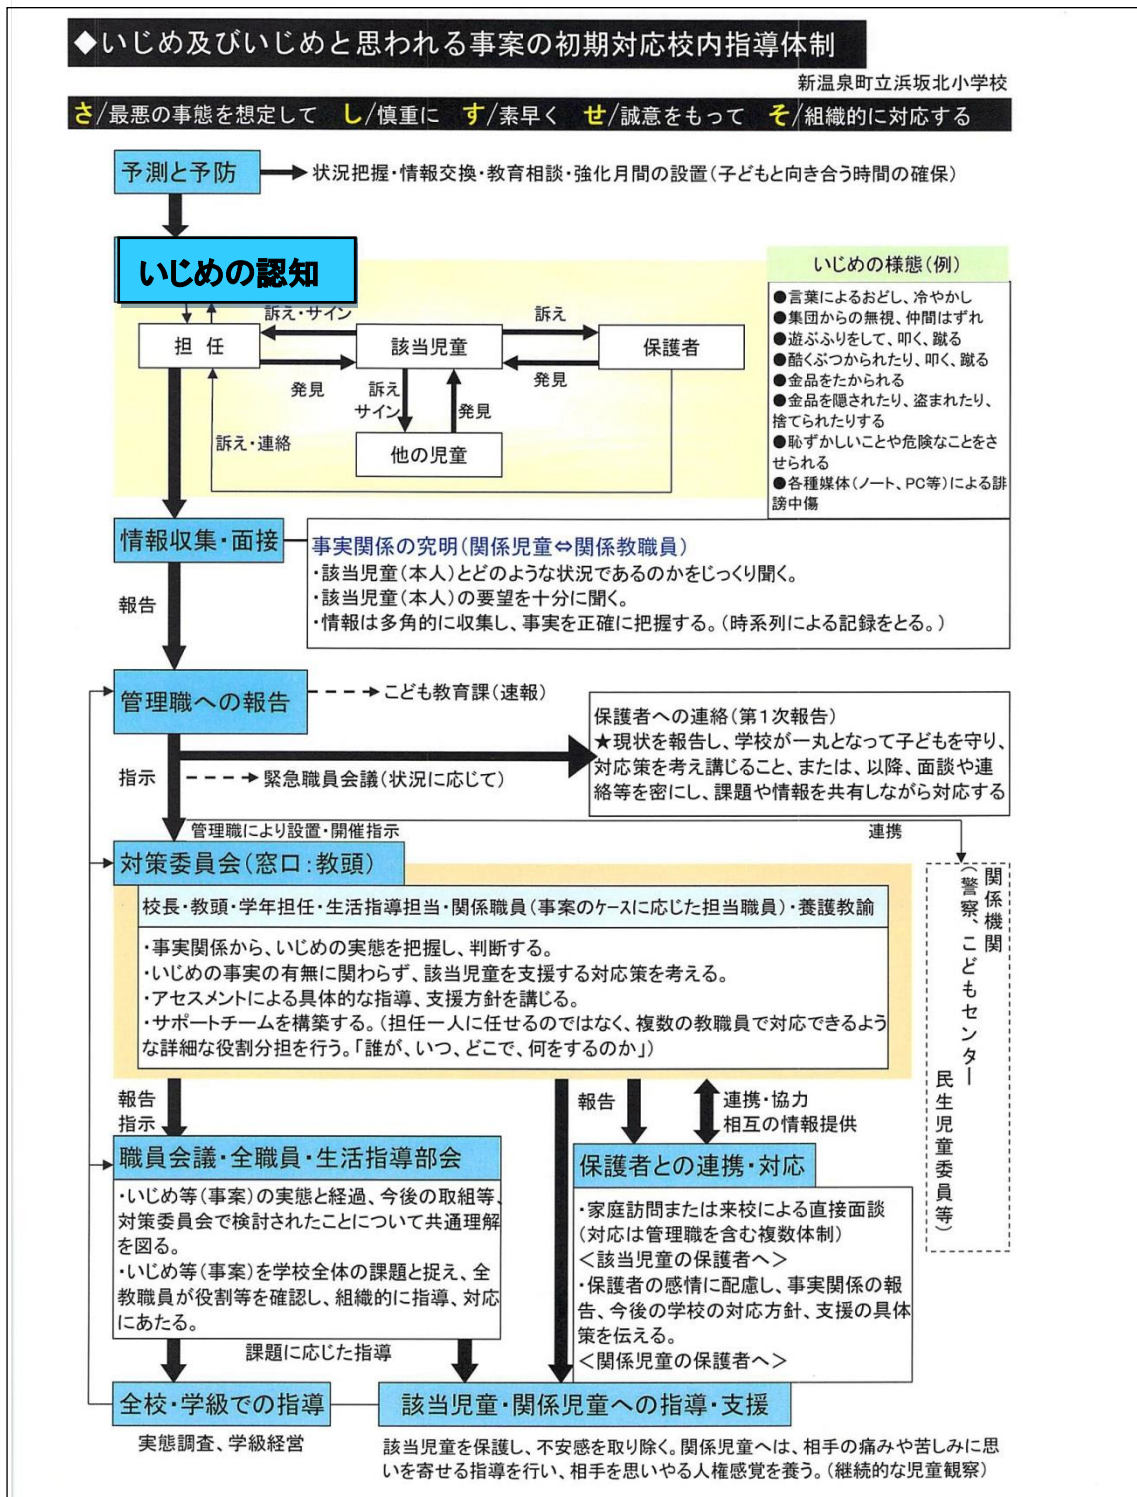 ◆いじめ及びいじめと思われる事案の初期対応校内指導体制
新温泉町立浜坂北小学校
さ/最悪の事態を想定して し/慎重に す/素早く せ/誠意をもって そ/組織的に対応する
予測と予防
状況把握・情報交換・教育相談・強化月間の設置(子どもと向き合う時間の確保)
いじめの認知
いじめの様態(例)
●言葉によるおどし、冷やかし
●集団からの無視、仲間はずれ
●遊ぶふりをして、叩く、蹴る
●酷くぶつかられたり、叩く、蹴る
●金品をたかられる
●金品を隠されたり、盗まれたり、
捨てられたりする
●恥ずかしいことや危険なことをさ
せられる
●各種媒体(ノート、PC等)による誹
謗中傷
訴え・サイン
訴え
担任
該当児童
保護者
発見
訴え
サイン
発見
発見
訴え・連絡
他の児童
情報収集・面接
事実関係の究明(関係児童⇔関係教職員)
・該当児童(本人)とどのような状況であるのかをじっくり聞く。
・該当児童(本人)の要望を十分に聞く。
・情報は多角的に収集し、事実を正確に把握する。(時系列による記録をとる。)
報告
管理職への報告
こども教育課(速報)
保護者への連絡(第1次報告)
★現状を報告し、学校が一丸となって子どもを守り、
対応策を考え講じること、または、以降、面談や連
絡等を密にし、課題や情報を共有しながら対応する
指示
緊急職員会議(状況に応じて)
管理職により設置・開催指示
連携
対策委員会(窓口:教頭)
校長・教頭・学年担任・生活指導担当・関係職員(事案のケースに応じた担当職員)・養護教諭
・事実関係から、いじめの実態を把握し、判断する。
・いじめの事実の有無に関わらず、該当児童を支援する対応策を考える。
・アセスメントによる具体的な指導、支援方針を講じる。
・サポートチームを構築する。(担任一人に任せるのではなく、複数の教職員で対応できるよう
な詳細な役割分担を行う。「誰が、いつ、どこで、何をするのか」)
関係機関
(警察、こどもセンター
民生児童委員等)
報告
指示
報告
連携・協力
相互の情報提供
職員会議・全職員・生活指導部会
・いじめ等(事案)の実態と経過、今後の取組等、
対策委員会で検討されたことについて共通理解
を図る。
・いじめ等(事案)を学校全体の課題と捉え、全
教職員が役割等を確認し、組織的に指導、対応
にあたる。
保護者との連携・対応
・家庭訪問または来校による直接面談
(対応は管理職を含む複数体制)
<該当児童の保護者へ>
・保護者の感情に配慮し、事実関係の報
告、今後の学校の対応方針、支援の具体
策を伝える。
<関係児童の保護者へ>
課題に応じた指導
全校・学級での指導
実態調査、学級経営
該当児童・関係児童への指導・支援
該当児童を保護し、不安感を取り除く。関係児童へは、相手の痛みや苦しみに思
いを寄せる指導を行い、相手を思いやる人権感覚を養う。(継続的な児童観察)